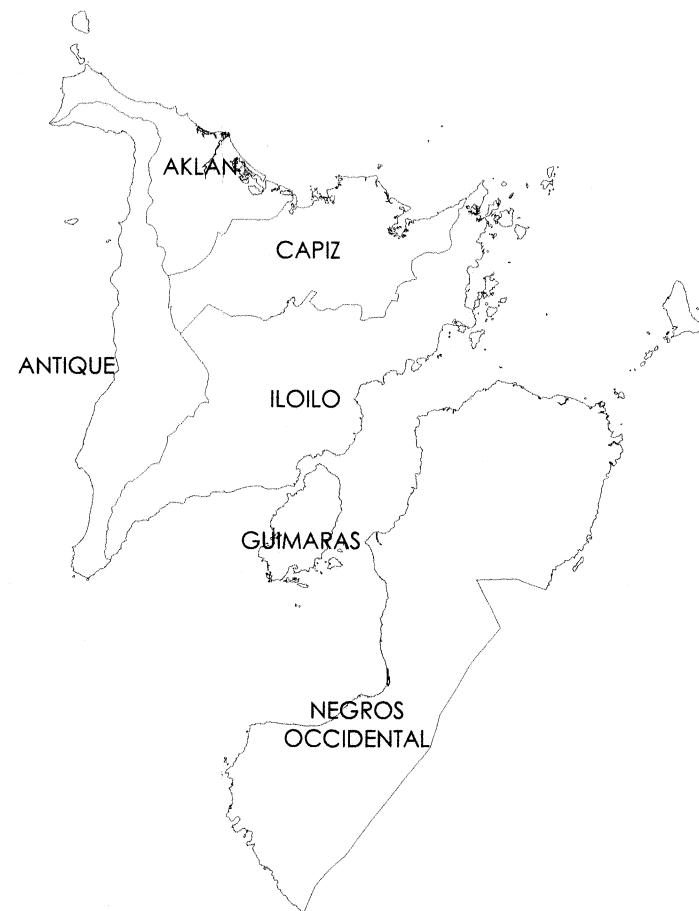 AKLAN
CAPIZ
ANTIQUE
ILOILO
GUIMARAS
NEGROS
OCCIDENTAL